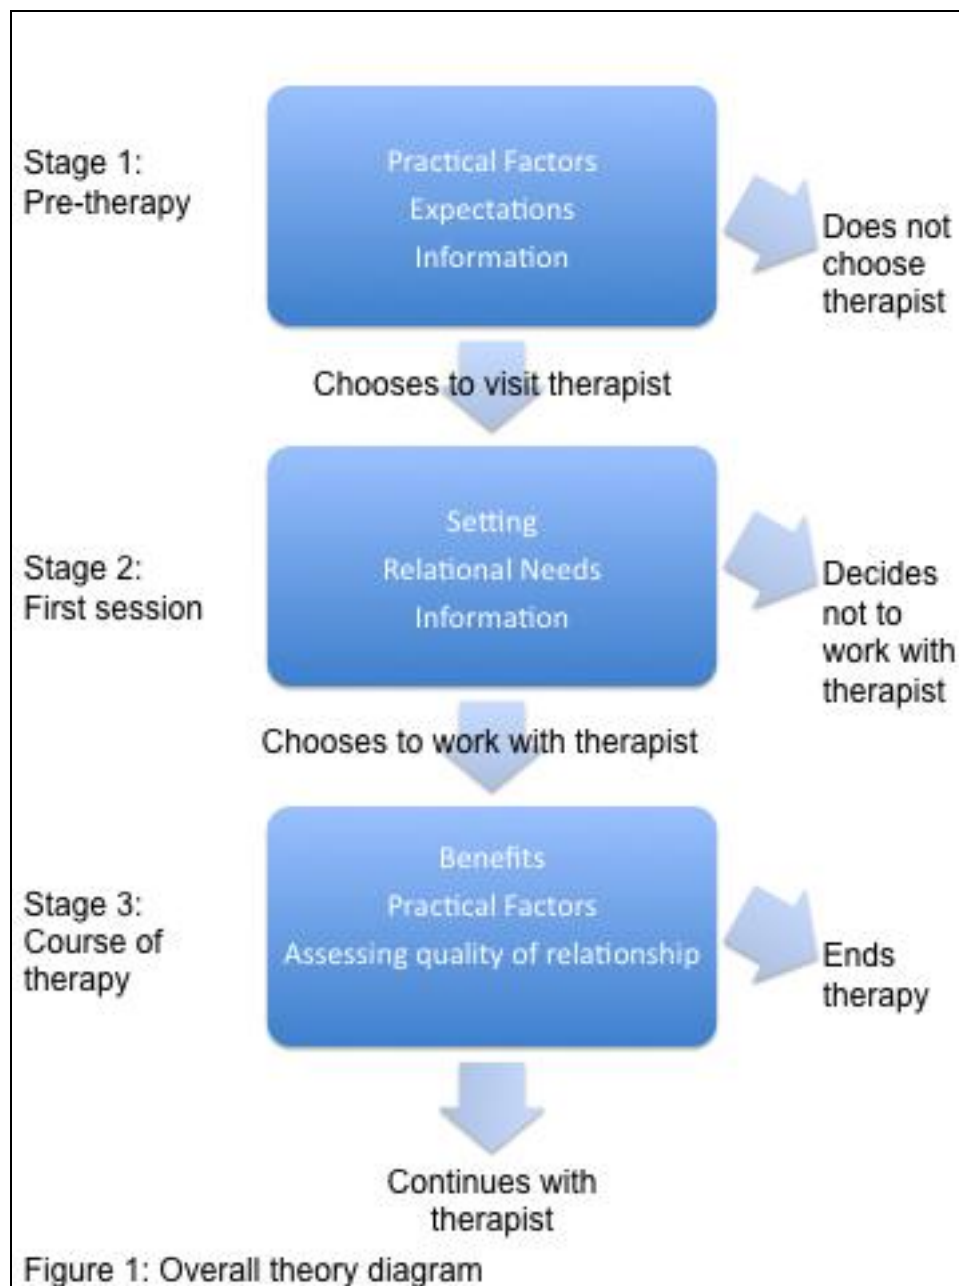 Stage 1:
Pre-therapy
Practical Factors
Expectations
Information
Does not
choose
therapist
Chooses to visit therapist
Stage 2:
First session
Setting
Relational Needs
Information
Decides
not to
work with
therapist
Chooses to work with therapist
Stage 3:
Course of
therapy
Benefits
Practical Factors
Assessing quality of relationship
Ends
therapy
Continues with
therapist
Figure 1: Overall theory diagram